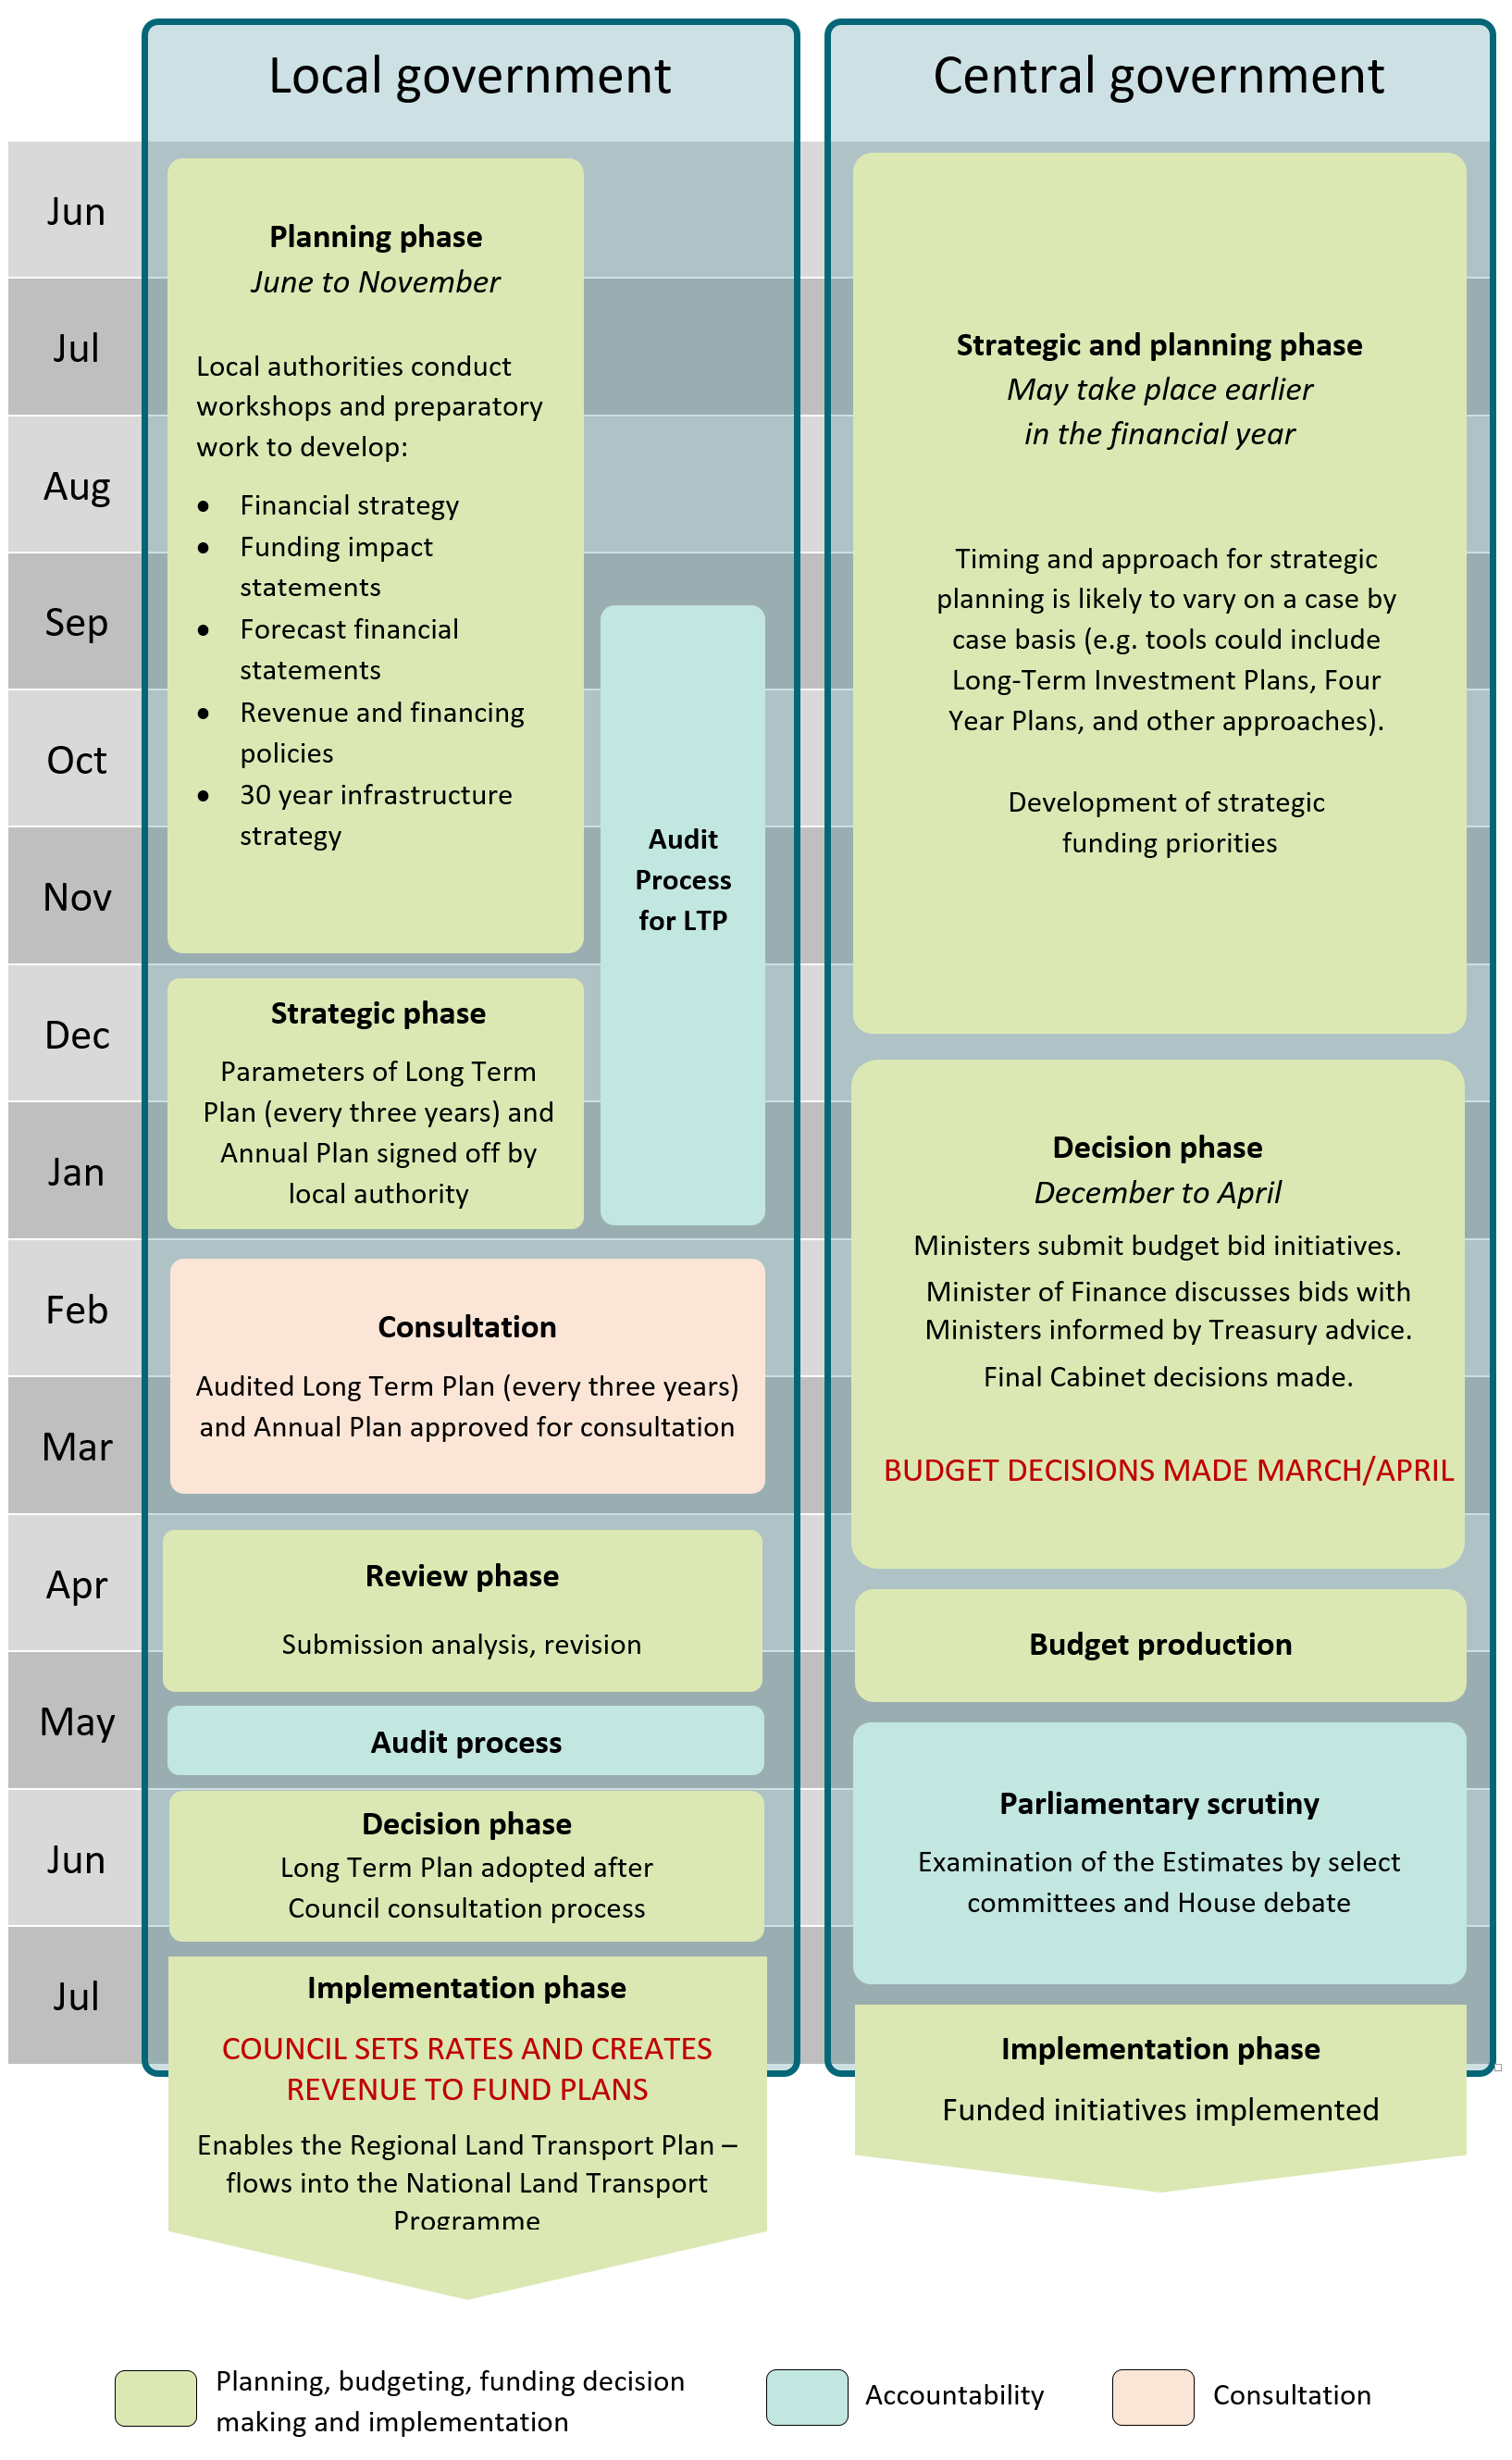 Local government
Central government
Jun
Jul
Aug
Sep
Oct
Nov
Dec
Jan
Feb
Mar
Apr
May
Jun
Jul
Planning phase
June to November
Local authorities conduct
workshops and preparatory
work to develop:
• Financial strategy
• Funding impact
statements
• Forecast financial
statements
• Revenue and financing
policies
• 30 year infrastructure
strategy
Audit
Process
for LTP
Strategic phase
Parameters of Long Term
Plan (every three years) and
Annual Plan signed off by
local authority
Consultation
Audited Long Term Plan (every three years)
and Annual Plan approved for consultation
Review phase
Submission analysis, revision
Audit process
Decision phase
Long Term Plan adopted after
Council consultation process
Implementation phase
COUNCIL SETS RATES AND CREATES
REVENUE TO FUND PLANS
Enables the Regional Land Transport Plan –
flows into the National Land Transport
Programme
Strategic and planning phase
May take place earlier
in the financial year
Timing and approach for strategic
planning is likely to vary on a case by
case basis (e.g. tools could include
Long-Term Investment Plans, Four
Year Plans, and other approaches).
Development of strategic
funding priorities
Decision phase
December to April
Ministers submit budget bid initiatives.
Minister of Finance discusses bids with
Ministers informed by Treasury advice.
Final Cabinet decisions made.
BUDGET DECISIONS MADE MARCH/APRIL
Budget production
Parliamentary scrutiny
Examination of the Estimates by select
committees and House debate
Implementation phase
Funded initiatives implemented
Planning, budgeting, funding decision
making and implementation
Accountability
Consultation